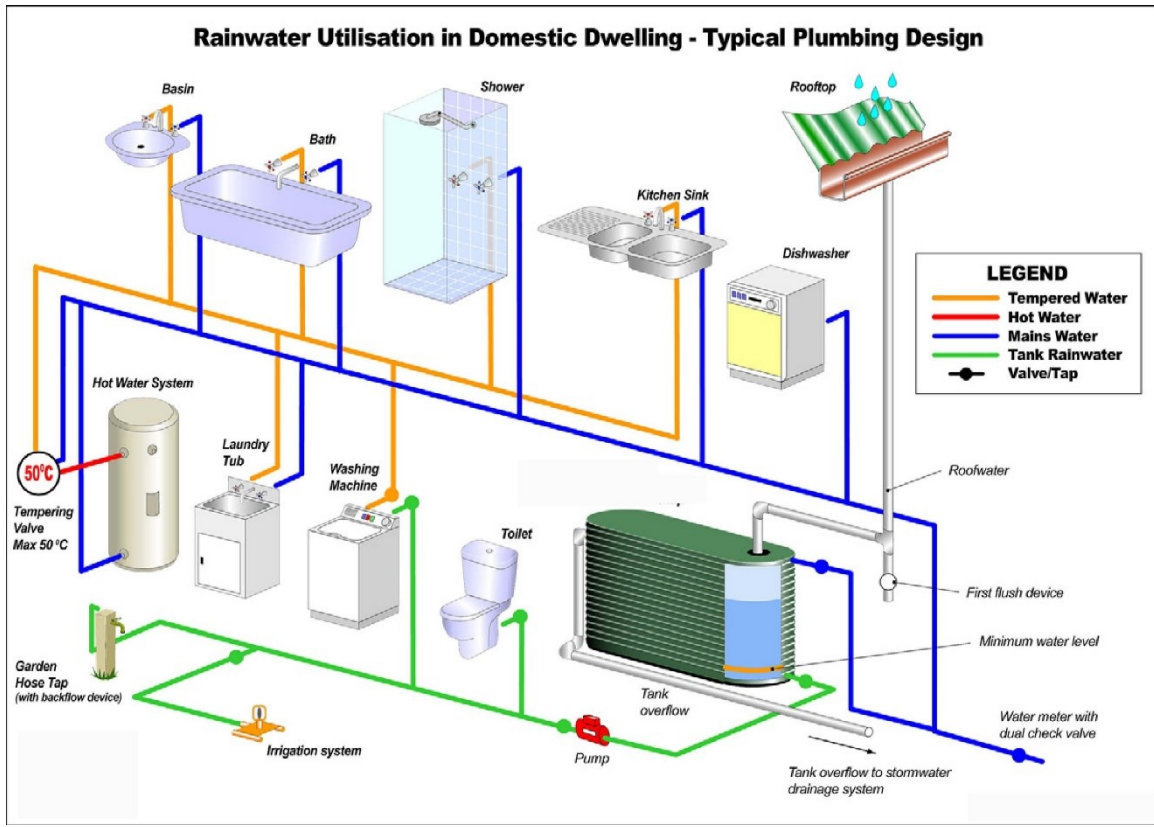 Rainwater Utilisation in Domestic Dwelling - Typical Plumbing Design
Basin
Bath
Shower
Rooftop
Kitchen Sink
Dishwasher
LEGEND
Tempered Water
Hot Water
Mains Water
Tank Rainwater
Valve/Tap
Hot Water System
50⁰C
Tempering
Valve
Max 50 ⁰C
Laundry
Tub
Washing
Machine
Toilet
Roofwater
First flush device
Minimum water level
Garden
Hose Tap
(with backflow device)
Irrigation system
Pump
Tank
overflow
Water meter with
dual check valve
Tank overflow to stormwater
drainage system